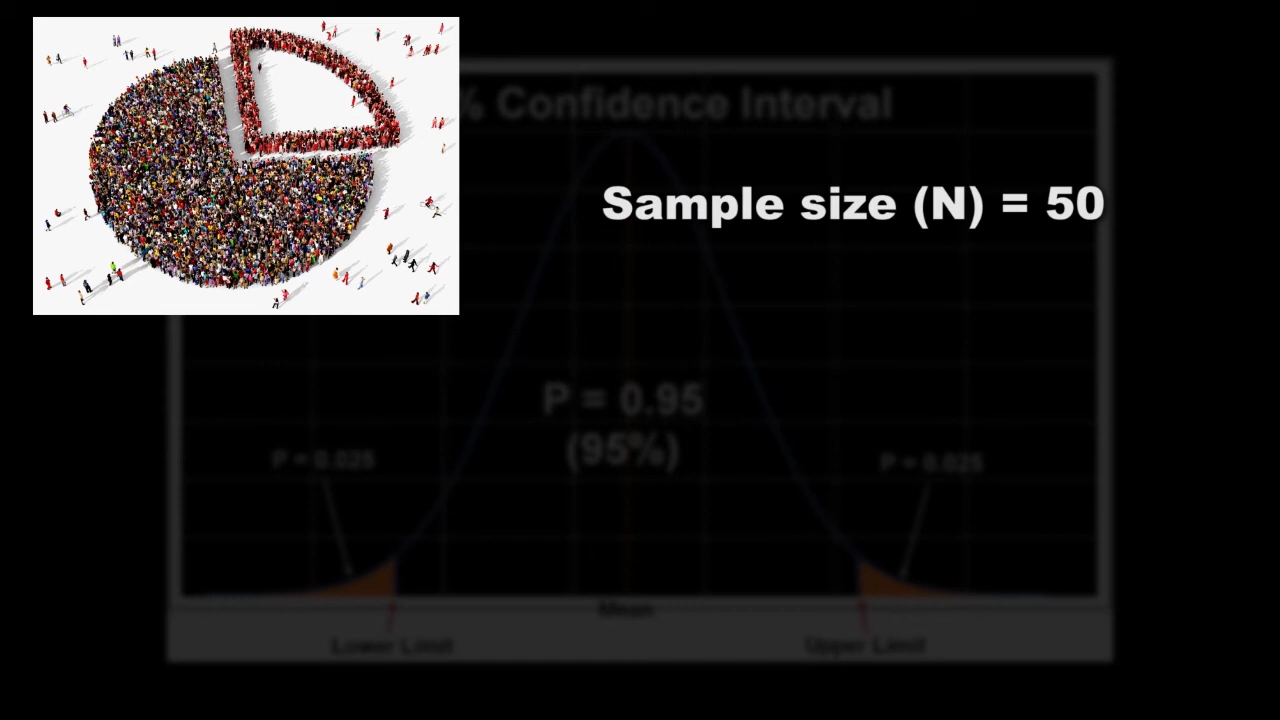 % Confidence Interval
Sample size (N) = 50
P = 0.95
(95%)
P = 0.025
P = 0.025
Mean
Lower Limit
Upper Limit